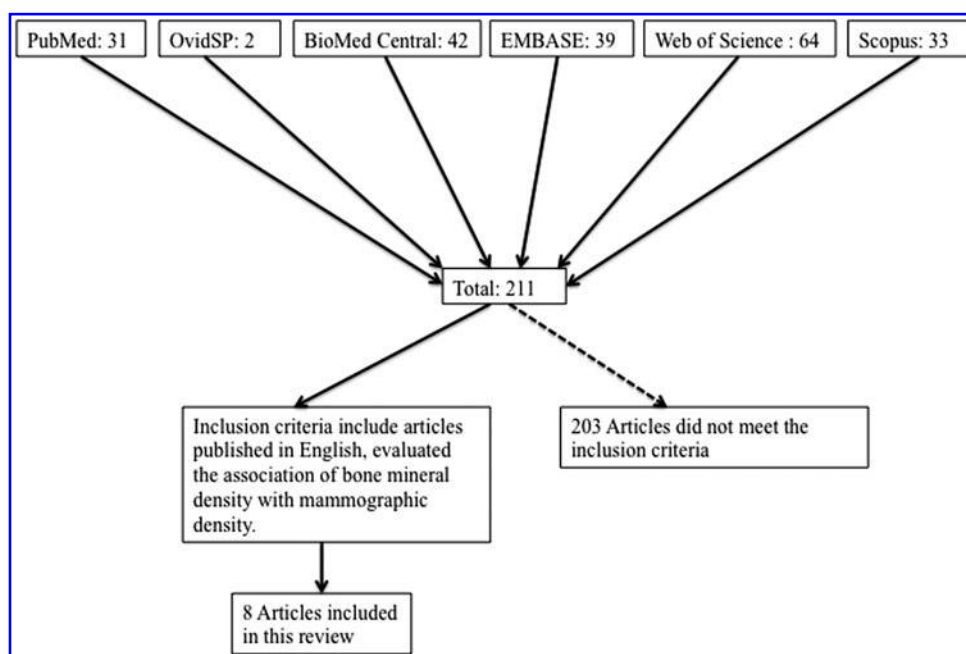 PubMed: 31
OvidSP: 2
BioMed Central: 42
EMBASE: 39
Web of Science : 64
Scopus: 33
Total: 211
Inclusion criteria include articles
published in English, evaluated
the association of bone mineral
density with mammographic
density.
203 Articles did not meet the
inclusion criteria
8 Articles included
in this review